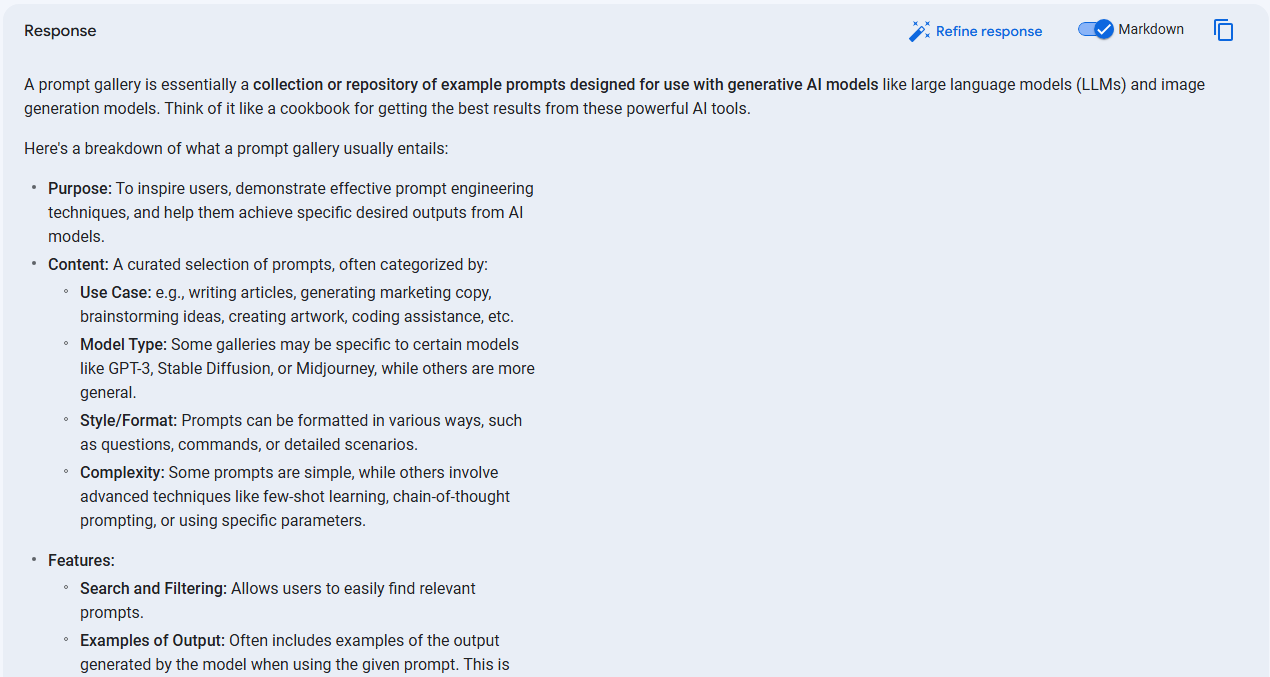 Response
Refine response
Markdown
A prompt gallery is essentially a collection or repository of example prompts designed for use with generative AI models like large language models (LLMs) and image
generation models. Think of it like a cookbook for getting the best results from these powerful AI tools.
Here's a breakdown of what a prompt gallery usually entails:
• Purpose: To inspire users, demonstrate effective prompt engineering
techniques, and help them achieve specific desired outputs from AI
models.
• Content: A curated selection of prompts, often categorized by:
◦ Use Case: e.g., writing articles, generating marketing copy,
brainstorming ideas, creating artwork, coding assistance, etc.
◦ Model Type: Some galleries may be specific to certain models
like GPT-3, Stable Diffusion, or Midjourney, while others are more
general.
◦ Style/Format: Prompts can be formatted in various ways, such
as questions, commands, or detailed scenarios.
◦ Complexity: Some prompts are simple, while others involve
advanced techniques like few-shot learning, chain-of-thought
prompting, or using specific parameters.
• Features:
◦ Search and Filtering: Allows users to easily find relevant
prompts.
◦ Examples of Output: Often includes examples of the output
generated by the model when using the given prompt. This is